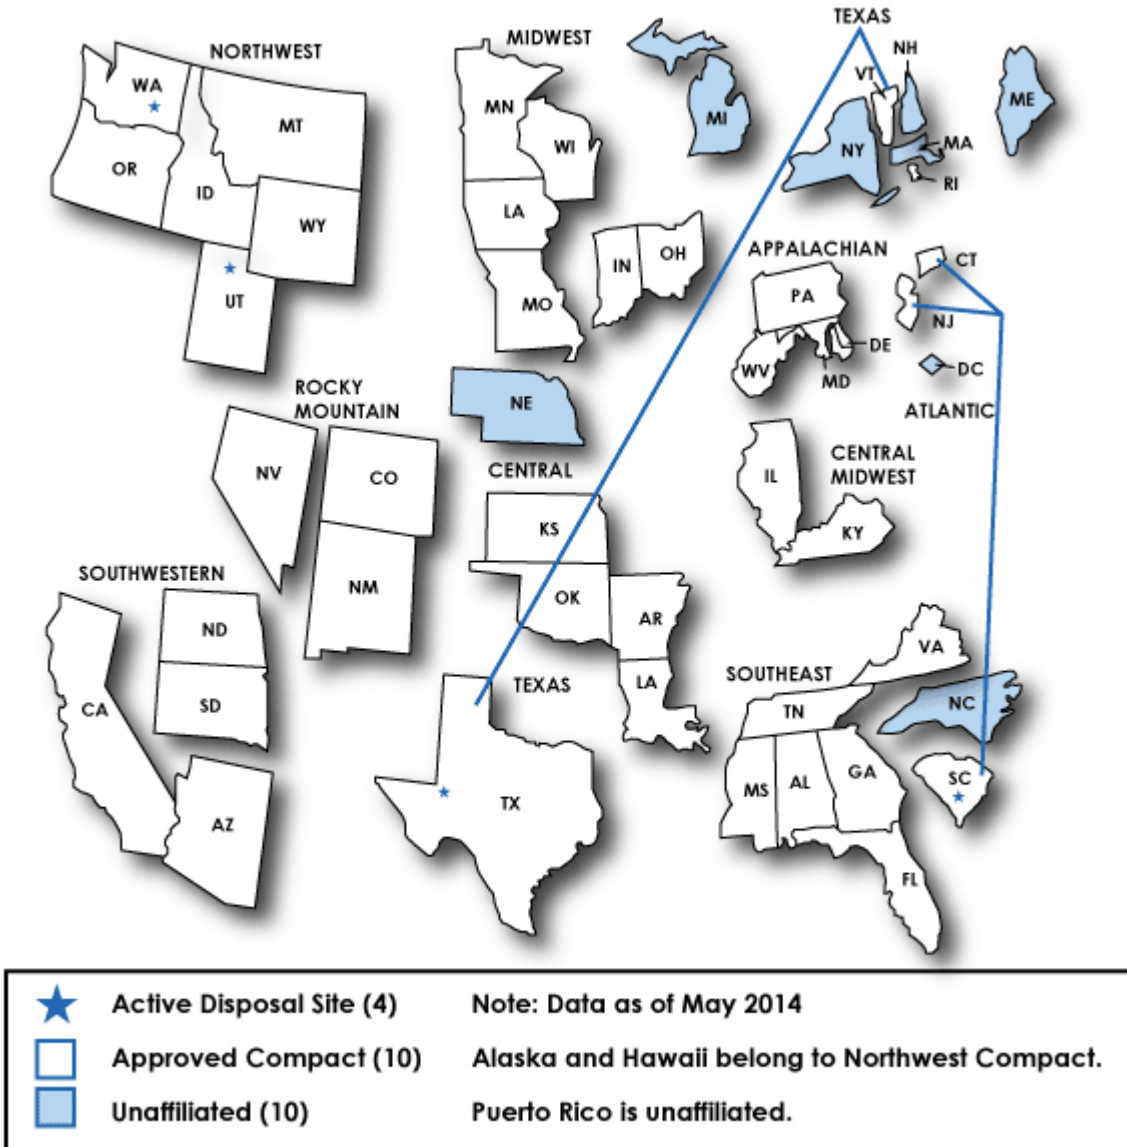 TEXAS
NORTHWEST
MIDWEST
NH
VT
WA
MN
MI
ME
MT
WI
NY
MA
OR
ID
RI
LA
WY
IN
OH
APPALACHIAN
CT
UT
MO
PA
NJ
DE
WV
MD
DC
ROCKY
MOUNTAIN
NE
ATLANTIC
CENTRAL
CENTRAL
MIDWEST
NV
CO
IL
KS
KY
SOUTHWESTERN
NM
OK
ND
AR
VA
SOUTHEAST
TEXAS
LA
CA
SD
TN
NC
TX
MS
AL
GA
SC
AZ
FL
Active Disposal Site (4)
Note: Data as of May 2014
Approved Compact (10)
Alaska and Hawaii belong to Northwest Compact.
Unaffiliated (10)
Puerto Rico is unaffiliated.